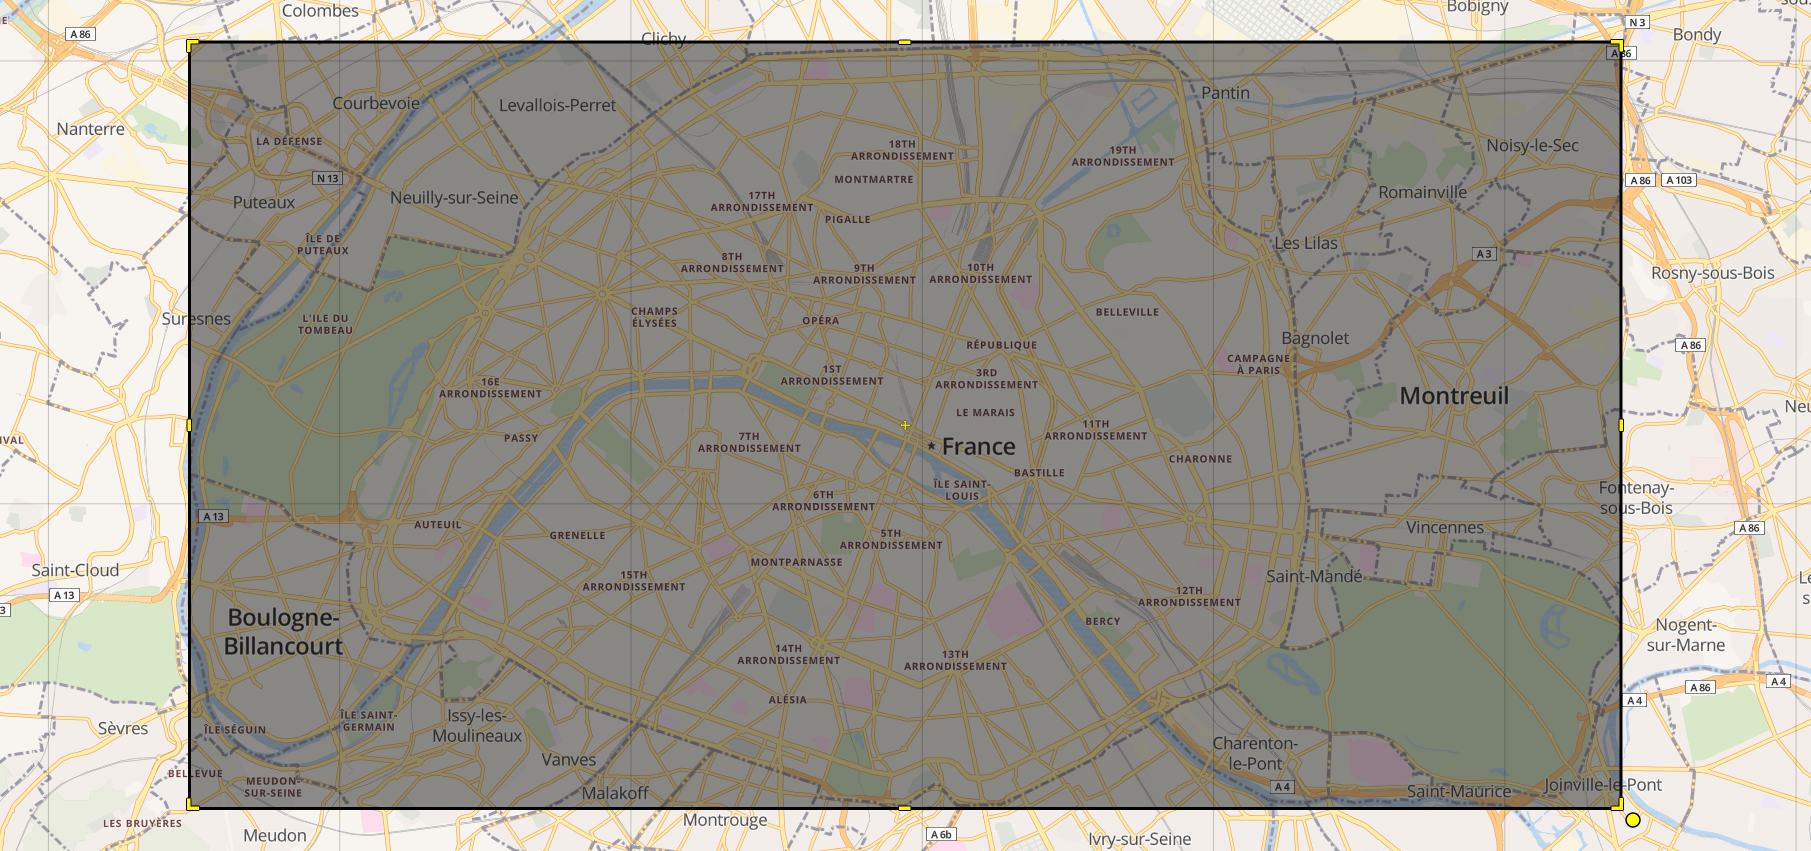 Colombes
Bobigny
A 86
N 3
Clichy
Bondy
A 86
Pantin
Courbevoie
Levallois-Perret
Nanterre
LA DÉFENSE
18TH
ARRONDISSEMENT
19TH
ARRONDISSEMENT
Noisy-le-Sec
N 13
MONTMARTRE
A 86
A 103
Romainville
Neuilly-sur-Seine
Puteaux
17TH
ARRONDISSEMENT
PIGALLE
ÎLE DE
PUTEAUX
Les Lilas
A 3
8TH
ARRONDISSEMENT
9TH
ARRONDISSEMENT
10TH
ARRONDISSEMENT
Rosny-sous-Bois
Suresnes
L'ILE DU
TOMBEAU
CHAMPS
ÉLYSÉES
OPÉRA
BELLEVILLE
RÉPUBLIQUE
Bagnolet
A 86
CAMPAGNE
À PARIS
1ST
ARRONDISSEMENT
3RD
ARRONDISSEMENT
16E
ARRONDISSEMENT
Montreuil
LE MARAIS
PASSY
7TH
ARRONDISSEMENT
France
11TH
ARRONDISSEMENT
CHARONNE
BASTILLE
ÎLE SAINT-
LOUIS
6TH
ARRONDISSEMENT
Fontenay-
sous-Bois
A 13
AUTEUIL
GRENELLE
5TH
ARRONDISSEMENT
Vincennes
A 86
MONTPARNASSE
Saint-Cloud
15TH
ARRONDISSEMENT
Saint-Mandé
A 13
12TH
ARRONDISSEMENT
Boulogne-
Billancourt
BERCY
Nogent-
sur-Marne
14TH
ARRONDISSEMENT
13TH
ARRONDISSEMENT
A 86
A 4
ALÉSIA
A 4
Sèvres
ÎLE SÉGUIN
ÎLE SAINT-
GERMAIN
Issy-les-
Moulineaux
Charenton-
le-Pont
Vanves
BELLEVUE
MEUDON-
SUR-SEINE
Malakoff
A 4
Saint-Maurice
Joinville-le-Pont
LES BRUYÈRES
Meudon
Montrouge
A 6b
Ivry-sur-Seine